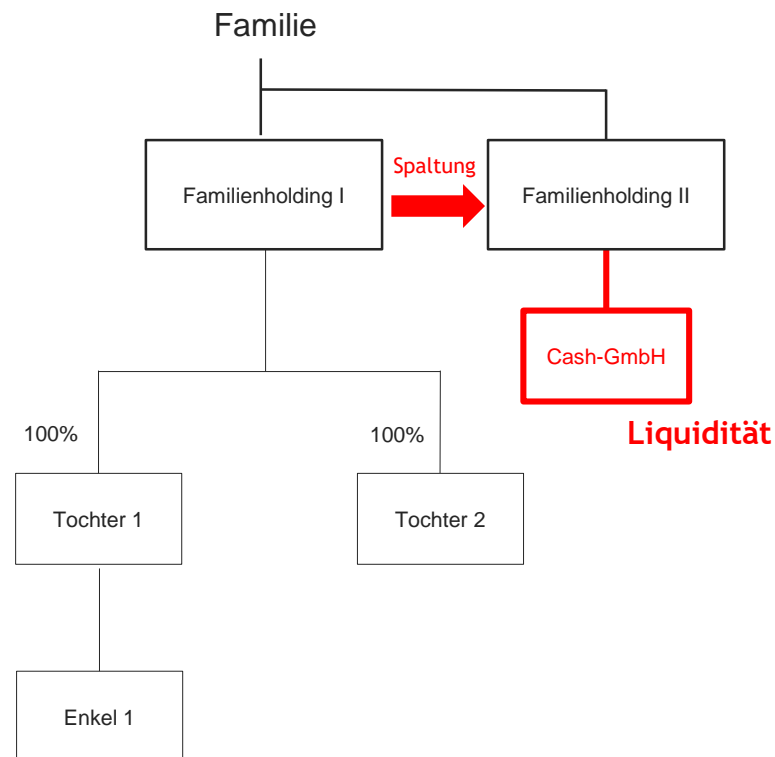 Familie
Spaltung
Familienholding I
Familienholding II
Cash-GmbH
Liquidität
100%
100%
Tochter 1
Tochter 2
Enkel 1